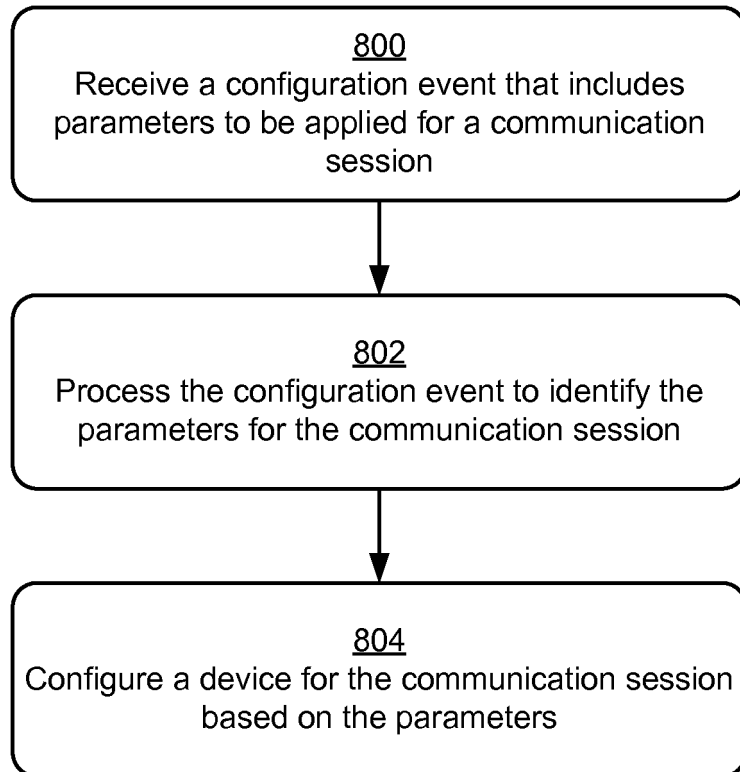 800
Receive a configuration event that includes
parameters to be applied for a communication
session
802
Process the configuration event to identify the
parameters for the communication session
804
Configure a device for the communication session
based on the parameters